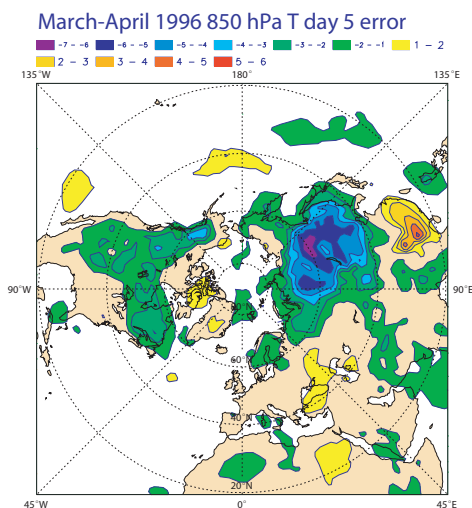 March-April 1996 850 hPa T day 5 error
-7 - -6 -6 - -5 -5 - -4 -4 - -3 -3 - -2 -2 - -1 1 - 2
2 - 3 3 - 4 4 - 5 5 - 6
135°W 180° 135°E
90°W 90°E
80°N
60°N
40°N
20°N
45°W 0° 45°E